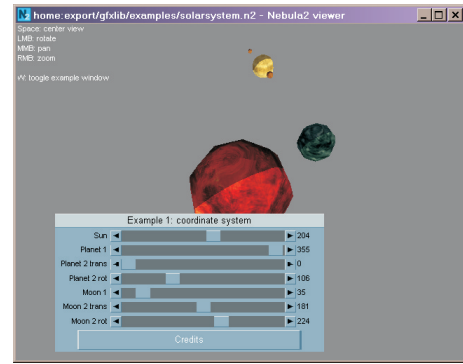 home:export/gfxlib/examples/solarsystem.n2 - Nebula2 viewer
Space: center view
LMB: rotate
MMB: pan
RMB: zoom
W: toogle example window
Example 1: coordinate system
Sun 204
Planet 1 355
Planet 2 trans 0
Planet 2 rot 106
Moon 1 35
Moon 2 trans 181
Moon 2 rot 224
Credits